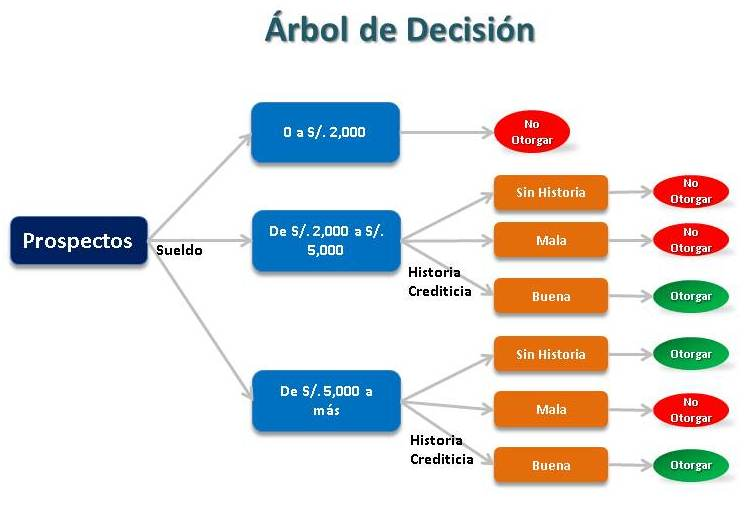 Árbol de Decisión
0 a S/. 2,000
No
Otorgar
Prospectos
Sueldo
De S/. 2,000 a S/.
5,000
Historia
Crediticia
Sin Historia
No
Otorgar
Mala
No
Otorgar
Buena
Otorgar
De S/. 5,000 a
más
Historia
Crediticia
Sin Historia
Otorgar
Mala
No
Otorgar
Buena
Otorgar